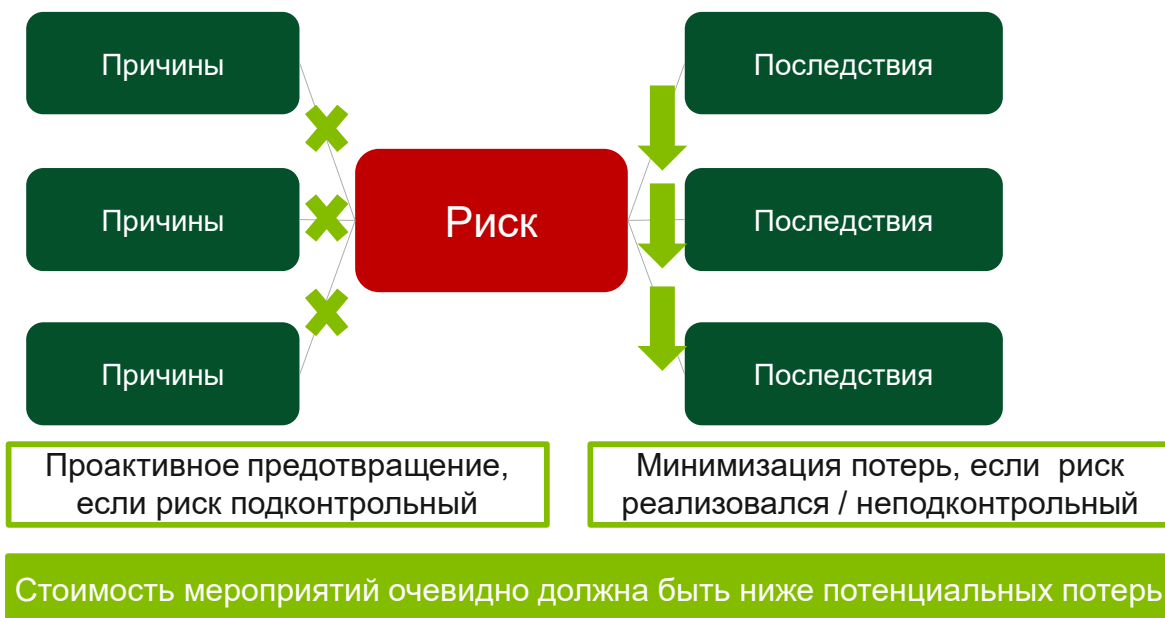 Причины
Последствия
Причины
Риск
Последствия
Причины
Последствия
Проактивное предотвращение,
если риск подконтрольный
Минимизация потерь, если  риск
реализовался / неподконтрольный
Стоимость мероприятий очевидно должна быть ниже потенциальных потерь